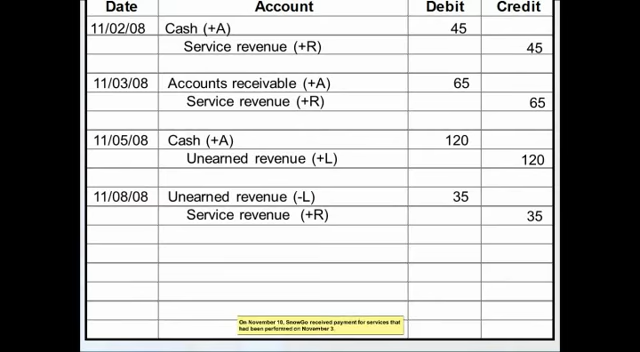 Date Account Debit Credit
11/02/08 Cash (+A) 45
Service revenue (+R) 45
11/03/08 Accounts receivable (+A) 65
Service revenue (+R) 65
11/05/08 Cash (+A) 120
Unearned revenue (+L) 120
11/08/08 Unearned revenue (-L) 35
Service revenue (+R) 35
On November 10, SnowGo received payment for services that
had been performed on November 3.